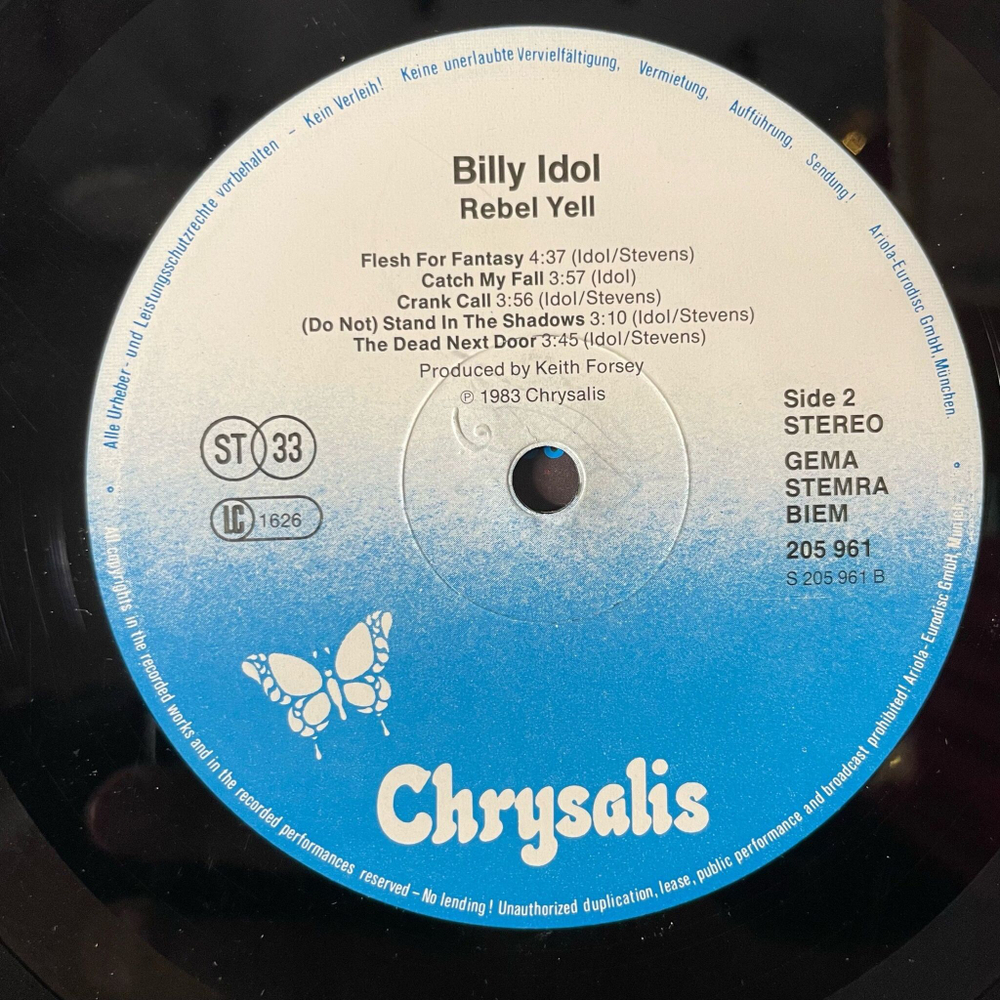 Alle Urheber- und Leistungsschutzrechte vorbehalten – Kein Verleih! Keine unerlaubte Vervielfältigung, Vermietung, Aufführung, Sendung! Ariola-Eurodisc GmbH, München.
Billy Idol
Rebel Yell
Flesh For Fantasy 4:37 (Idol/Stevens)
Catch My Fall 3:57 (Idol)
Crank Call 3:56 (Idol/Stevens)
(Do Not) Stand In The Shadows 3:10 (Idol/Stevens)
The Dead Next Door 3:45 (Idol/Stevens)
Produced by Keith Forsey
℗ 1983 Chrysalis
ST 33
LC 1626
Side 2
STEREO
GEMA
STEMRA
BIEM
205 961
S 205 961 B
Chrysalis
All copyrights in the recorded works and in the recorded performances reserved – No lending! Unauthorized duplication, lease, public performance and broadcast prohibited! Ariola-Eurodisc GmbH, Munich